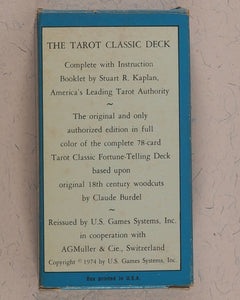 THE TAROT CLASSIC DECK
Complete with Instruction
Booklet by Stuart R. Kaplan,
America's Leading Tarot Authority
~
The original and only
authorized edition in full
color of the complete 78-card
Tarot Classic Fortune-Telling Deck
based upon
original 18th century woodcuts
by Claude Burdel
~
Reissued by U.S. Games Systems, Inc.
in cooperation with
AGMuller & Cie., Switzerland
Copyright © 1974 by U.S. Games Systems, Inc.
Box printed in U.S.A.